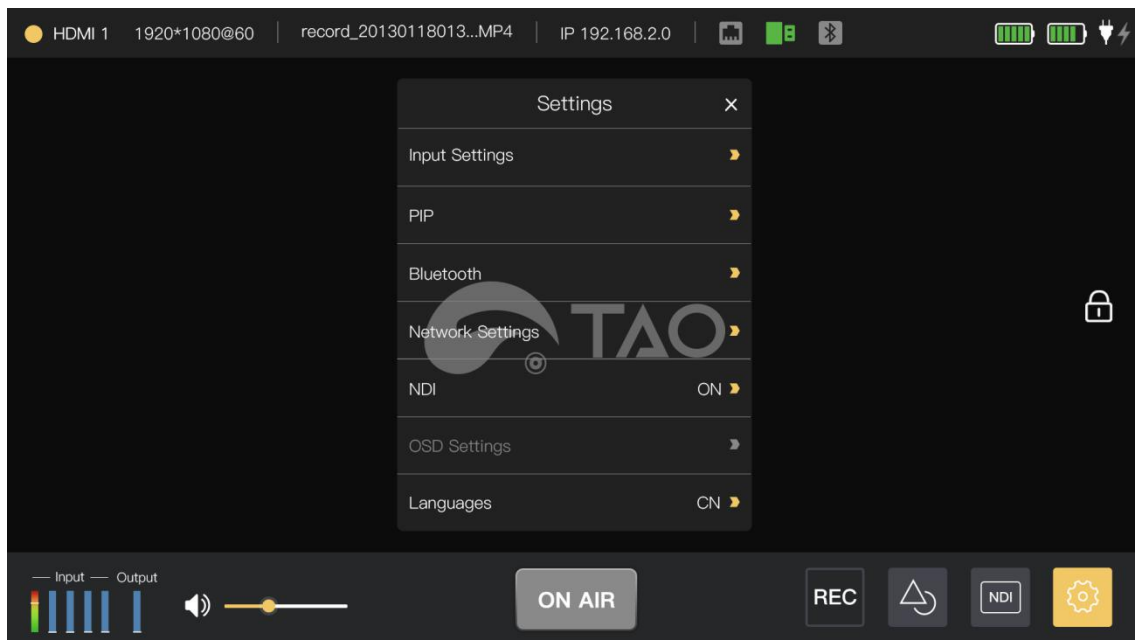 HDMI 1 1920*1080@60 record_20130118013...MP4 IP 192.168.2.0
Settings
Input Settings
PIP
Bluetooth
TAO
Network Settings
NDI ON
OSD Settings
Languages CN
Input Output
ON AIR
REC
NDI